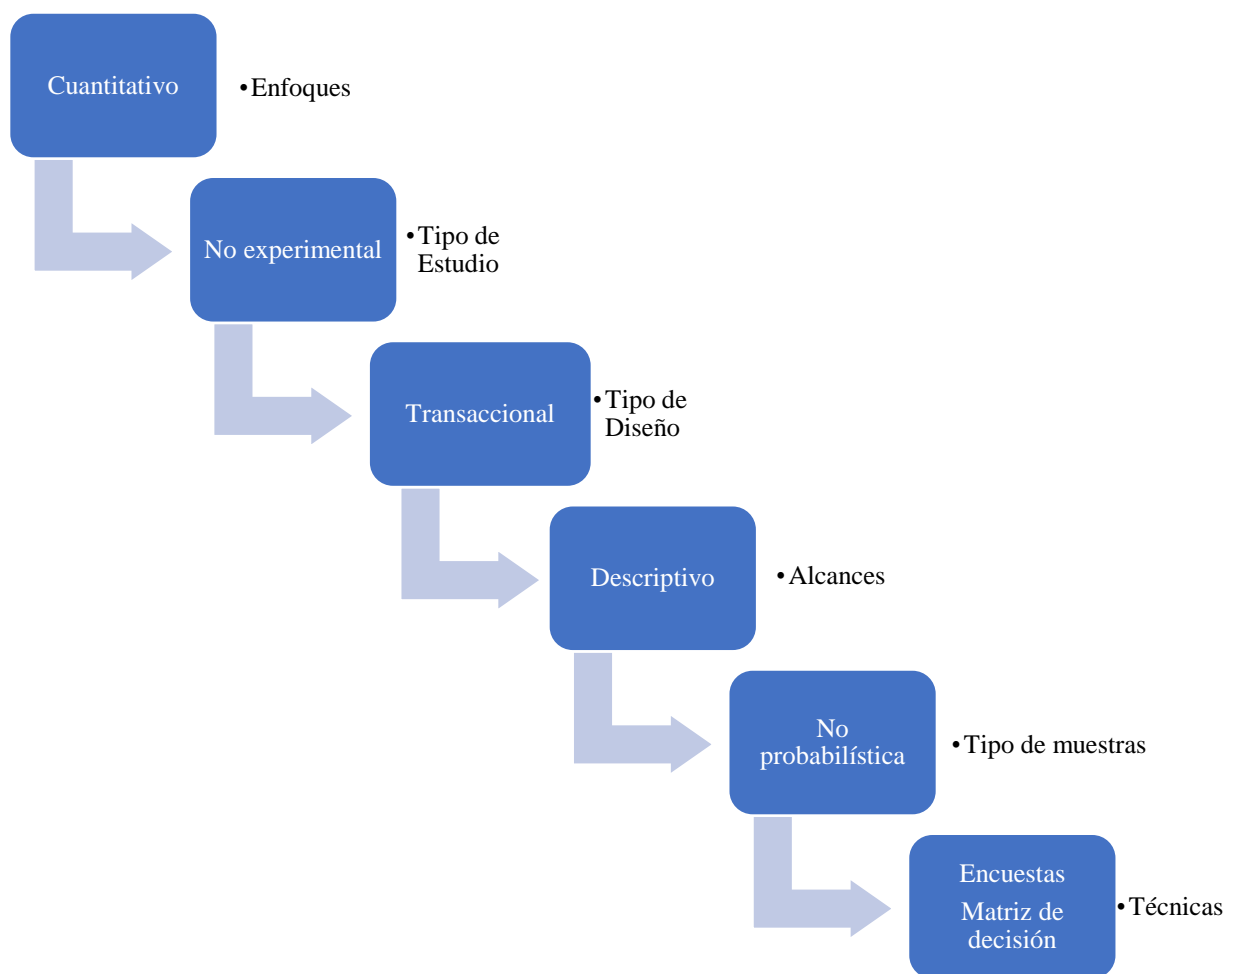 Cuantitativo
•Enfoques
No experimental
•Tipo de
Estudio
Transaccional
•Tipo de
Diseño
Descriptivo
•Alcances
No
probabilística
•Tipo de muestras
Encuestas
Matriz de
decisión
•Técnicas